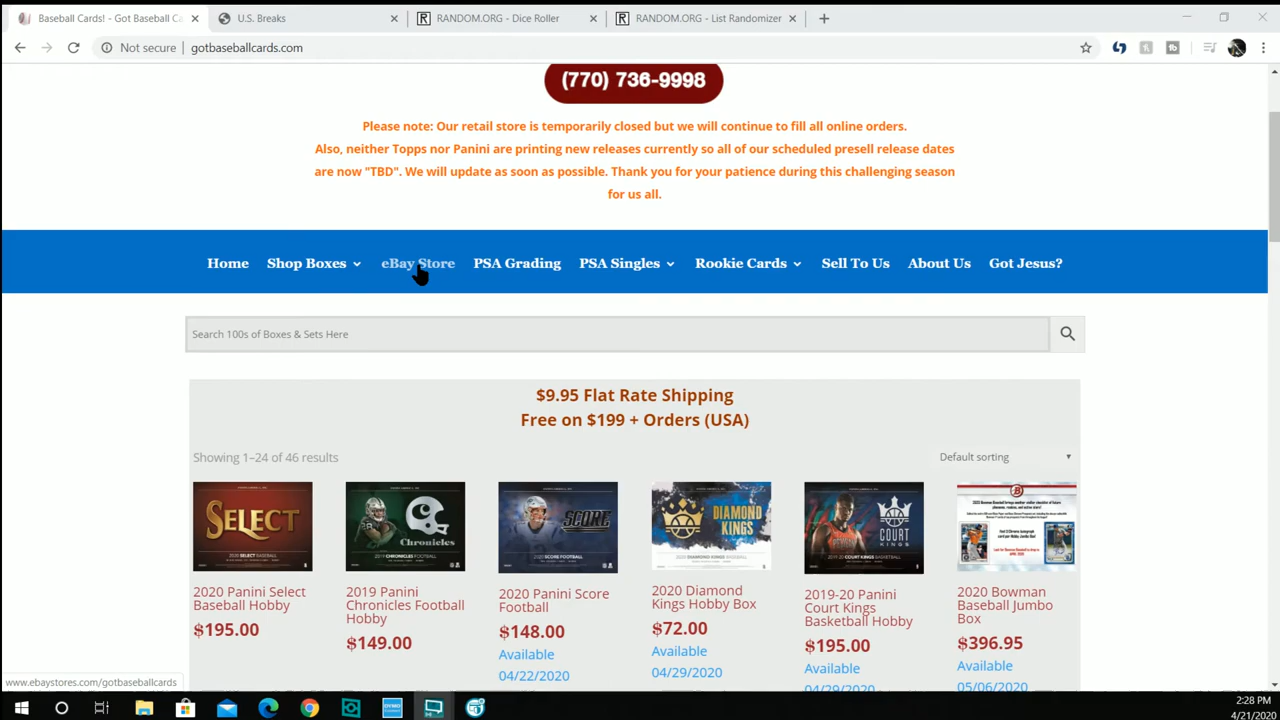 Baseball Cards! - Got Baseball Ca
U.S. Breaks
RANDOM.ORG - Dice Roller
RANDOM.ORG - List Randomizer
Not secure
gotbaseballcards.com
(770) 736-9998
Please note: Our retail store is temporarily closed but we will continue to fill all online orders.
Also, neither Topps nor Panini are printing new releases currently so all of our scheduled presell release dates
are now "TBD". We will update as soon as possible. Thank you for your patience during this challenging season
for us all.
Home Shop Boxes eBay Store PSA Grading PSA Singles Rookie Cards Sell To Us About Us Got Jesus?
Search 100s of Boxes & Sets Here
$9.95 Flat Rate Shipping
Free on $199 + Orders (USA)
Showing 1–24 of 46 results
Default sorting
SELECT
Chronicles
SCORE
DIAMOND
KINGS
COURT
KINGS
2020 Panini Select
Baseball Hobby
$195.00
2019 Panini
Chronicles Football
Hobby
$149.00
2020 Panini Score
Football
$148.00
Available
04/22/2020
2020 Diamond
Kings Hobby Box
$72.00
Available
04/29/2020
2019-20 Panini
Court Kings
Basketball Hobby
$195.00
Available
04/29/2020
2020 Bowman
Baseball Jumbo
Box
$396.95
Available
05/06/2020
www.ebaystores.com/gotbaseballcards
2:28 PM
4/21/2020